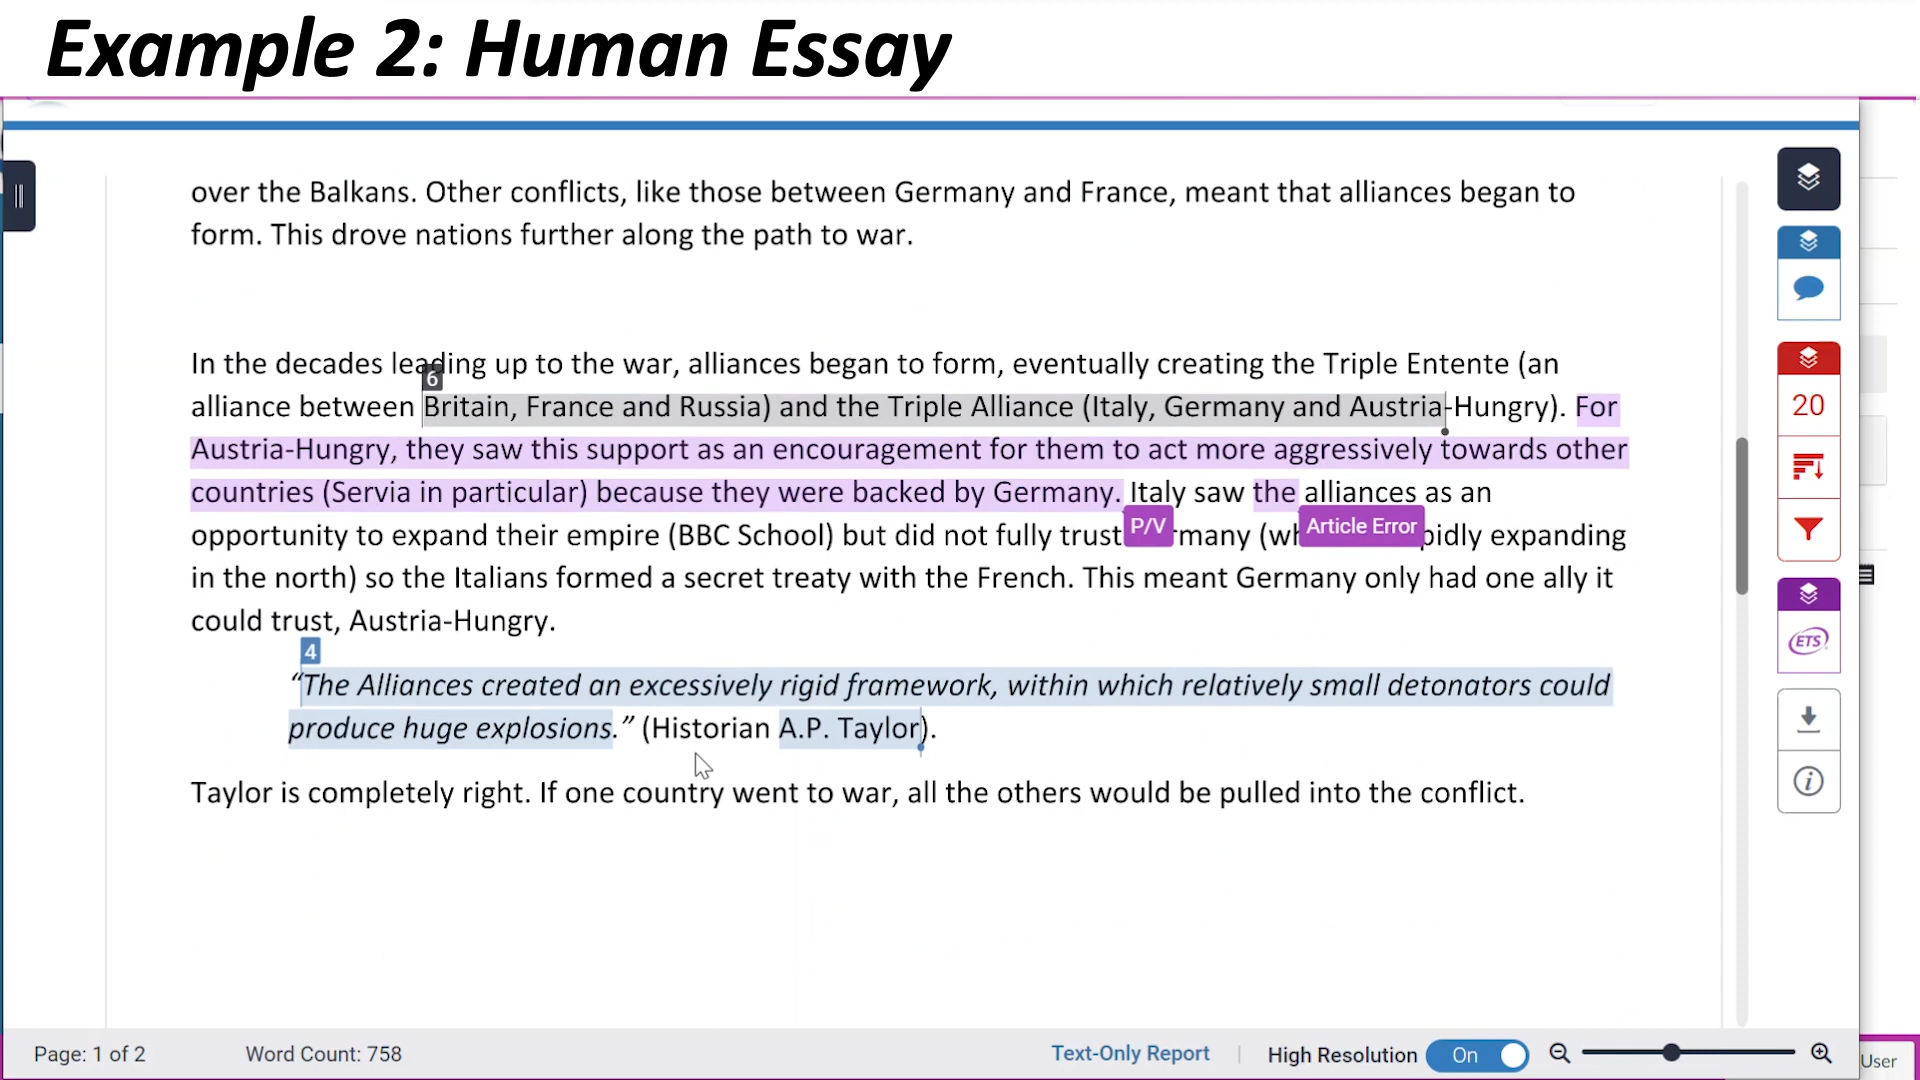 Example 2: Human Essay
over the Balkans. Other conflicts, like those between Germany and France, meant that alliances began to
form. This drove nations further along the path to war.
In the decades leading up to the war, alliances began to form, eventually creating the Triple Entente (an
6
alliance between Britain, France and Russia) and the Triple Alliance (Italy, Germany and Austria-Hungry). For
Austria-Hungry, they saw this support as an encouragement for them to act more aggressively towards other
countries (Servia in particular) because they were backed by Germany. Italy saw the alliances as an
P/V Article Error
opportunity to expand their empire (BBC School) but did not fully trust expanding
in the north) so the Italians formed a secret treaty with the French. This meant Germany only had one ally it
could trust, Austria-Hungry.
4
“The Alliances created an excessively rigid framework, within which relatively small detonators could
produce huge explosions.” (Historian A.P. Taylor).
Taylor is completely right. If one country went to war, all the others would be pulled into the conflict.
20
ETS
Page: 1 of 2 Word Count: 758 Text-Only Report | High Resolution On
User